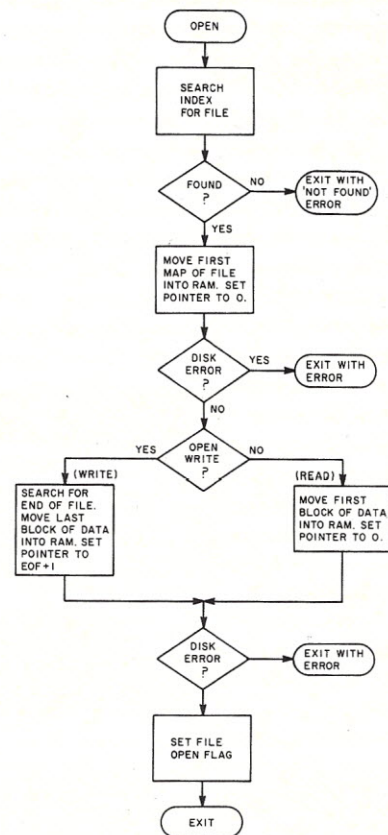 OPEN
SEARCH
INDEX
FOR FILE
FOUND
?
NO
EXIT WITH
'NOT FOUND'
ERROR
YES
MOVE FIRST
MAP OF FILE
INTO RAM. SET
POINTER TO 0.
DISK
ERROR
?
YES
EXIT WITH
ERROR
NO
OPEN
WRITE
?
YES
NO
(WRITE)
(READ)
SEARCH FOR
END OF FILE.
MOVE LAST
BLOCK OF DATA
INTO RAM. SET
POINTER TO
EOF+1
MOVE FIRST
BLOCK OF DATA
INTO RAM. SET
POINTER TO 0.
DISK
ERROR
?
EXIT WITH
ERROR
SET FILE
OPEN FLAG
EXIT